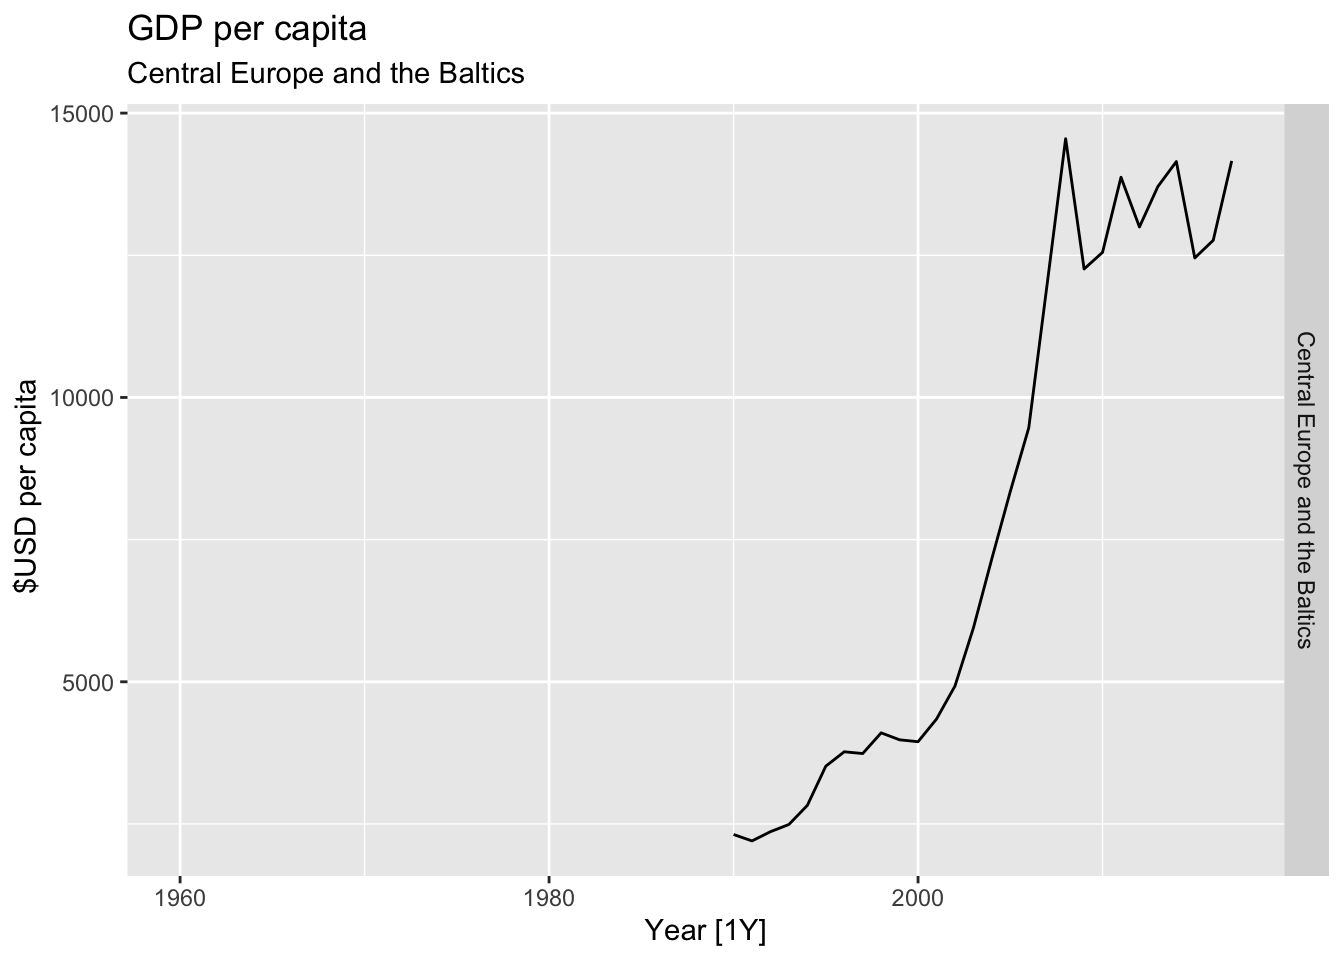 GDP per capita
Central Europe and the Baltics
15000
10000
5000
$USD per capita
Central Europe and the Baltics
1960
1980
2000
Year [1Y]